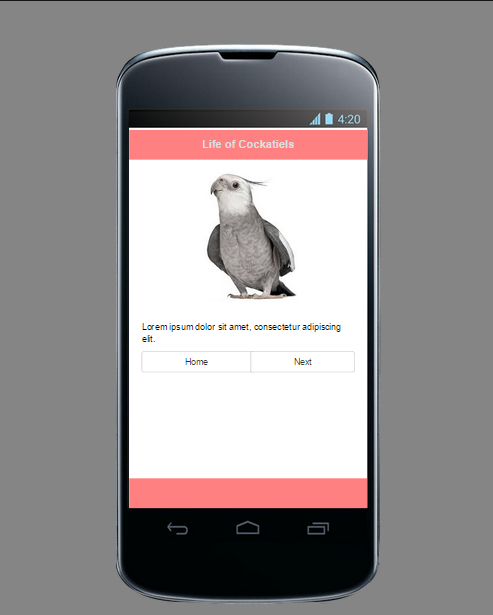 4:20
Life of Cockatiels
Lorem ipsum dolor sit amet, consectetur adipiscing
elit.
Home
Next